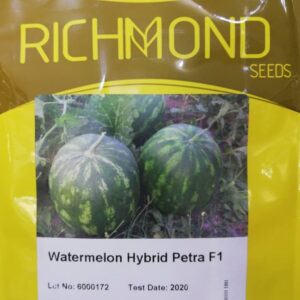 RICHMOND
SEEDS
Watermelon Hybrid Petra F1
Lot No: 6000172 Test Date: 2020